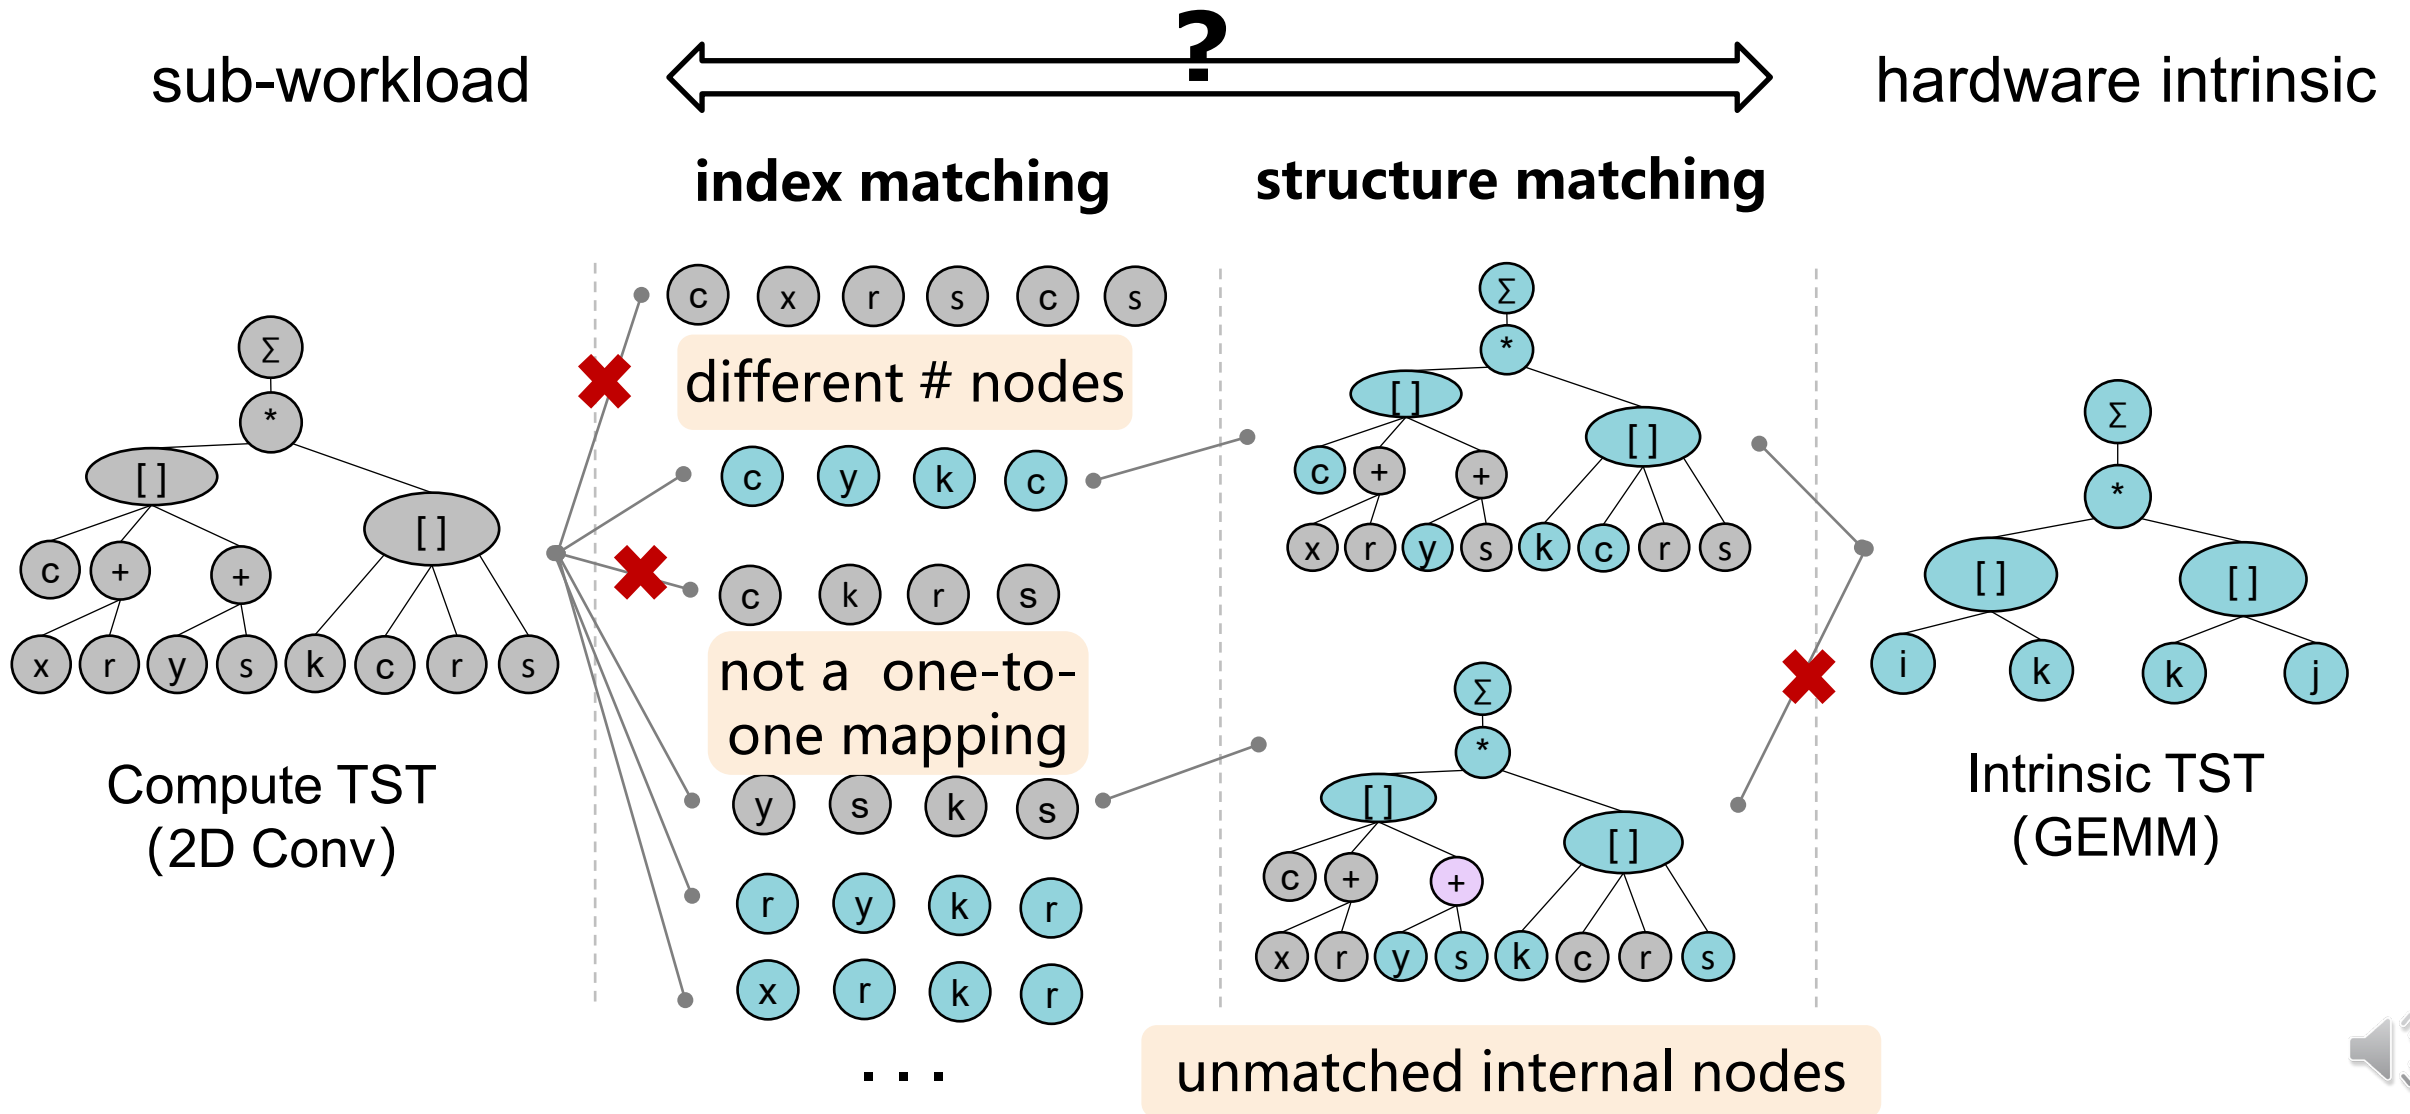 ?
sub-workload
hardware intrinsic
index matching
structure matching
c x r s c s
different # nodes
c y k c
c k r s
not a one-to-
one mapping
y s k s
r y k r
x r k r
. . .
Σ
*
[ ]
[ ]
c + +
x r y s k c r s
Compute TST
(2D Conv)
Σ
*
[ ]
[ ]
c + +
x r y s k c r s
Σ
*
[ ]
[ ]
c + +
x r y s k c r s
unmatched internal nodes
Σ
*
[ ] [ ]
i k k j
Intrinsic TST
(GEMM)